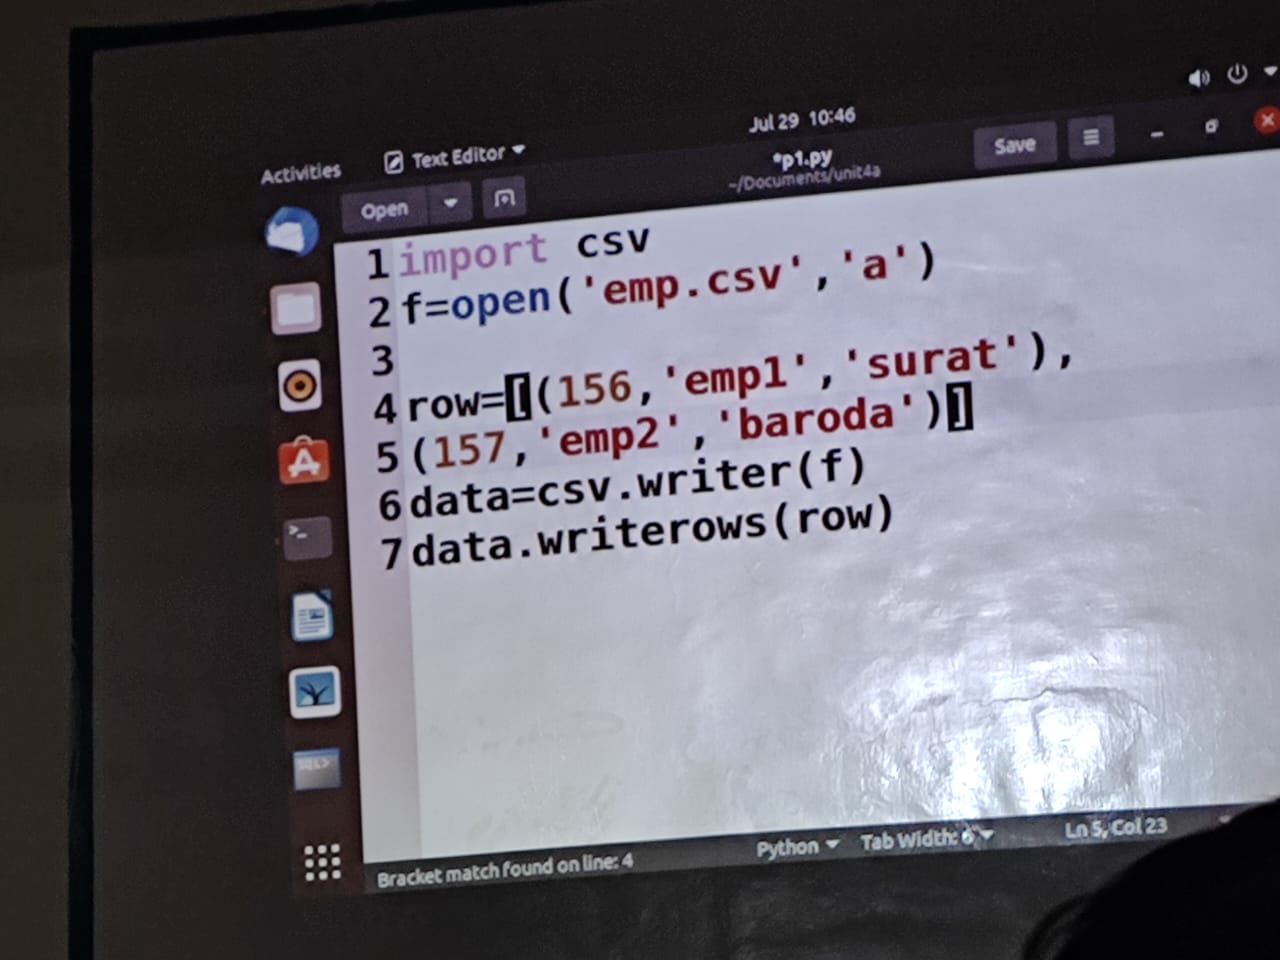 Jul 29 10:46
Activities
Text Editor
Open
*p1.py
~/Documents/unit4a
Save
1 import csv
2 f=open('emp.csv','a')
3
4 row=[(156,'emp1','surat'),
5 (157,'emp2','baroda')]
6 data=csv.writer(f)
7 data.writerows(row)
SQL>
Bracket match found on line: 4
Python
Tab Width: 6
Ln 5, Col 23